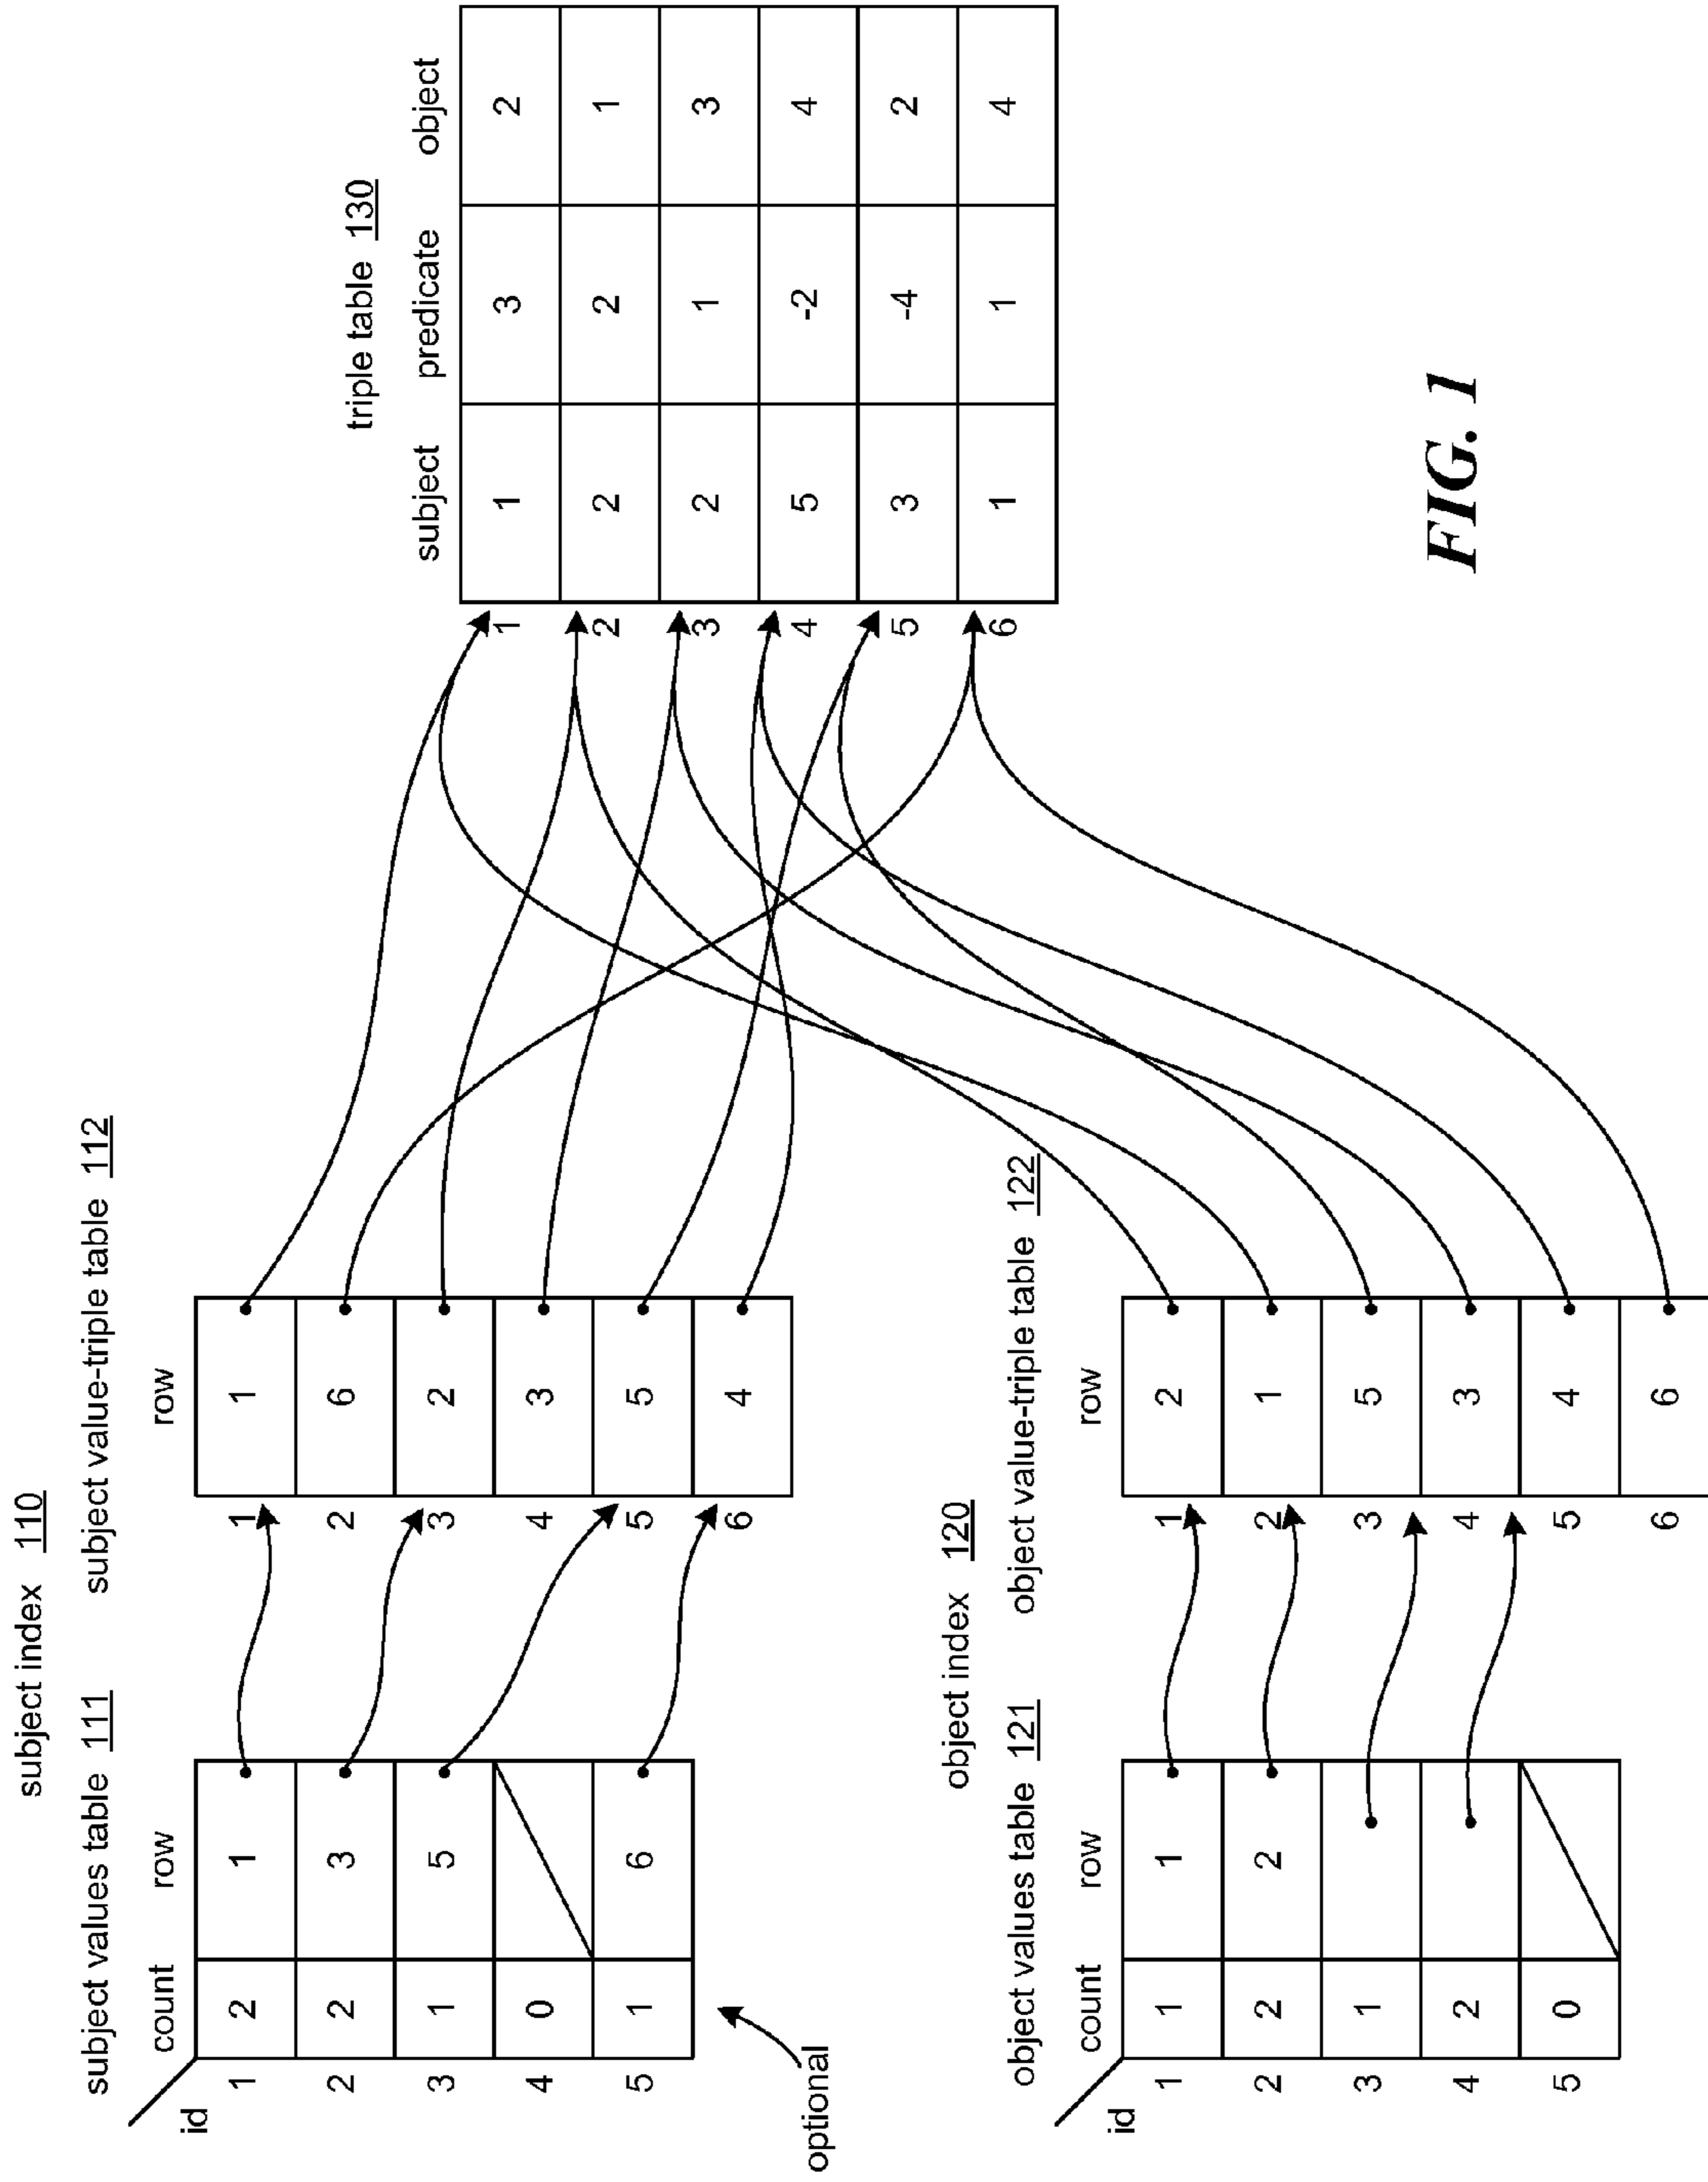 subject index 110
subject values table 111
subject value-triple table 112
id count row
1 2 1
2 2 3
3 1 5
4 0
5 1 6
optional
row
1 1
2 6
3 2
4 3
5 5
6 4
triple table 130
subject predicate object
1 1 3 2
2 2 2 1
3 2 1 3
4 5 -2 4
5 3 -4 2
6 1 1 4
object index 120
object values table 121
object value-triple table 122
id count row
1 1 1
2 2 2
3 1
4 2
5 0
row
1 2
2 1
3 5
4 3
5 4
6 6
FIG. 1